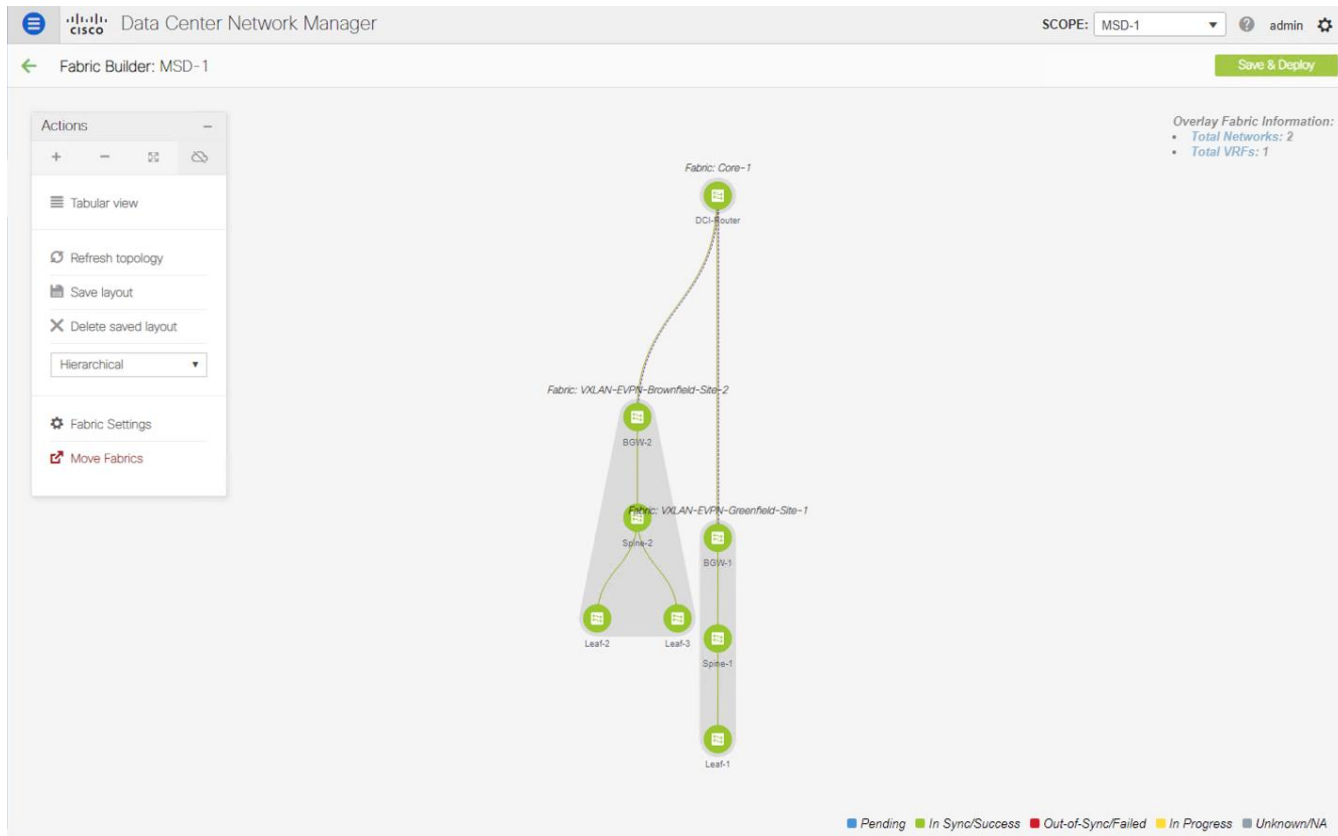 cisco Data Center Network Manager
SCOPE: MSD-1 admin
Fabric Builder: MSD-1
Save & Deploy
Actions
Tabular view
Refresh topology
Save layout
Delete saved layout
Hierarchical
Fabric Settings
Move Fabrics
Overlay Fabric Information:
Total Networks: 2
Total VRFs: 1
Fabric: Core-1
DCI-Router
Fabric: VXLAN-EVPN-Brownfield-Site-2
BGW-2
Fabric: VXLAN-EVPN-Greenfield-Site-1
Spine-2
BGW-1
Leaf-2 Leaf-3
Spine-1
Leaf-1
Pending In Sync/Success Out-of-Sync/Failed In Progress Unknown/NA